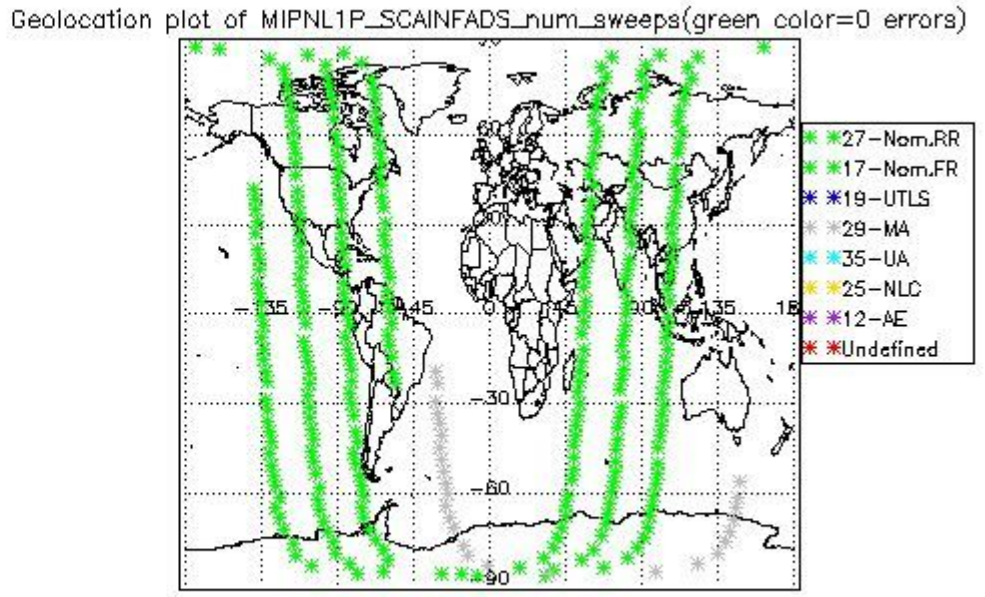 Geolocation plot of MIPNL1P_SCAINFADS_num_sweeps(green color=0 errors)
27-Nom.RR
17-Nom.FR
19-UTLS
29-MA
35-UA
25-NLC
12-AE
Undefined
60
-45
0
45
135
-30
-60
-90